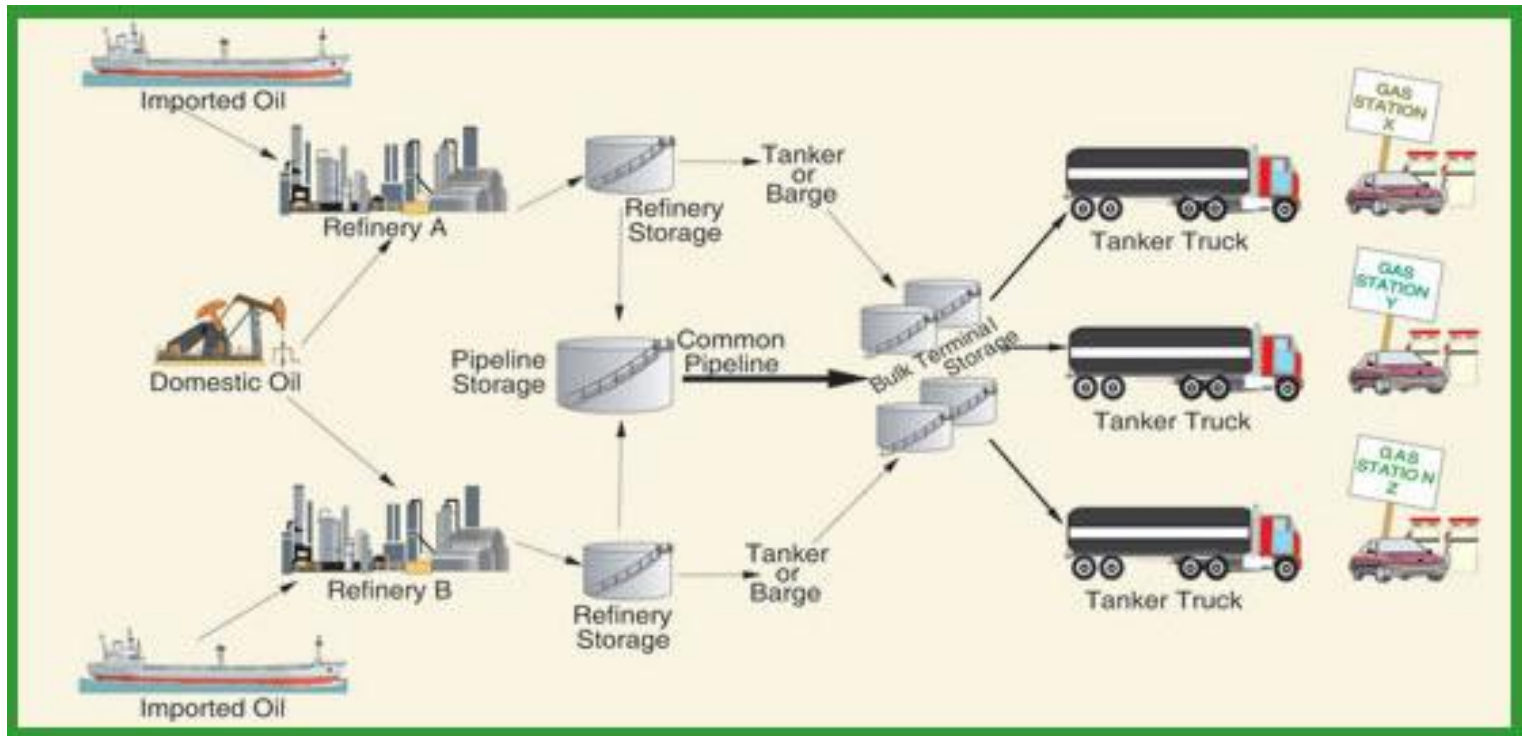 Imported Oil
Refinery A
Refinery
Storage
Tanker
or
Barge
Tanker Truck
GAS
STATION
X
Domestic Oil
Pipeline
Storage
Common
Pipeline
Bulk Terminal
Storage
Tanker Truck
GAS
STATION
Y
Imported Oil
Refinery B
Refinery
Storage
Tanker
or
Barge
Tanker Truck
GAS
STATIO N
Z